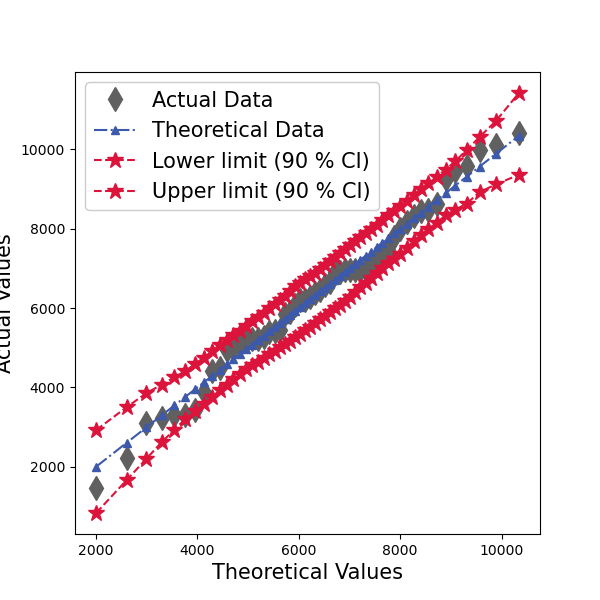 Actual Data
Theoretical Data
Lower limit (90 % CI)
Upper limit (90 % CI)
10000
8000
6000
4000
2000
Actual Values
2000 4000 6000 8000 10000
Theoretical Values